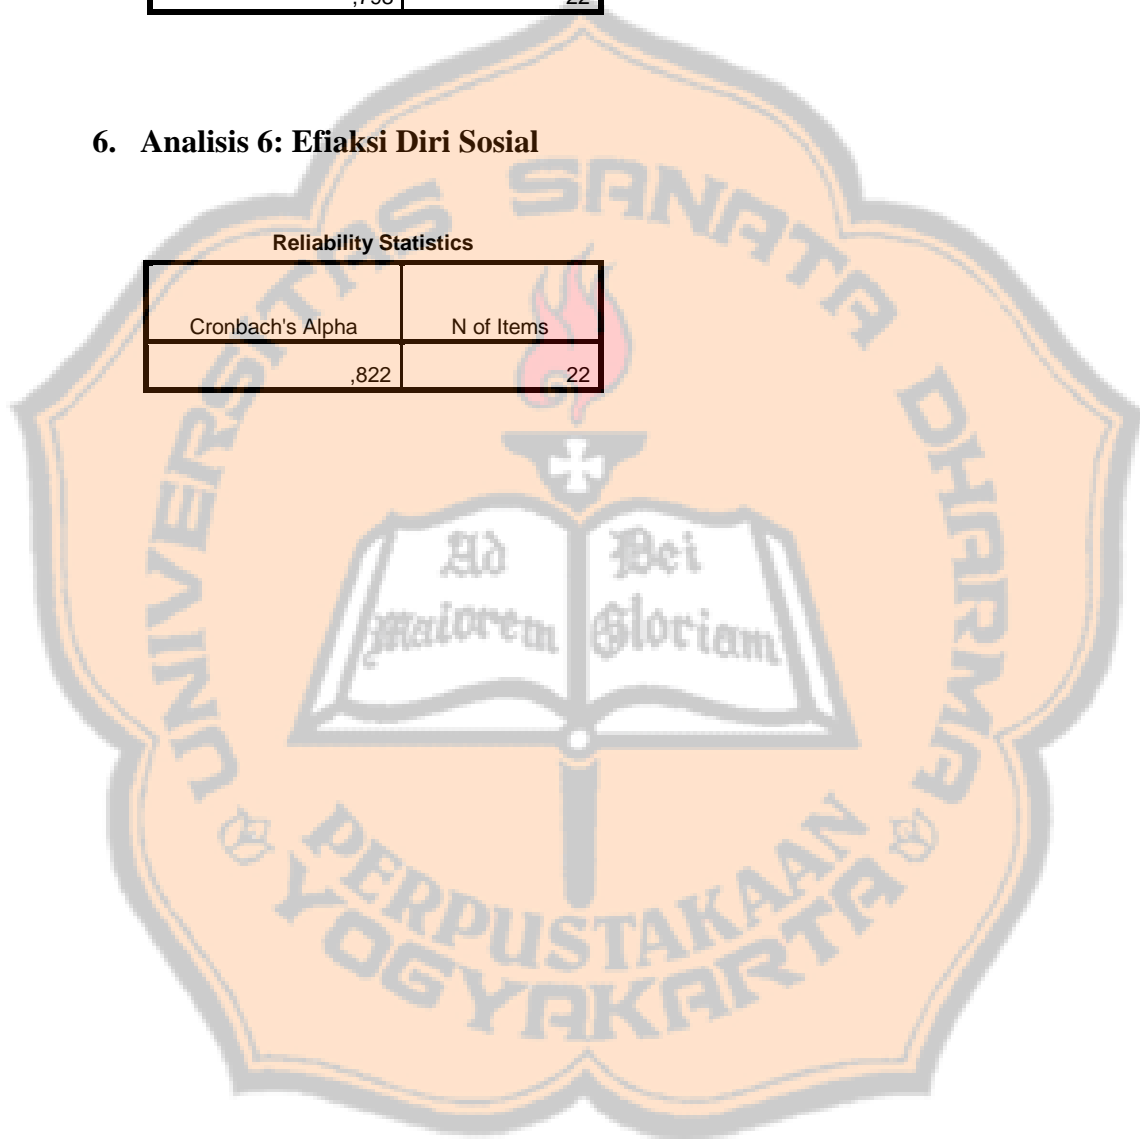 22
6. Analisis 6: Efiaksi Diri Sosial
Reliability Statistics
Cronbach's Alpha N of Items
,822 22
UNIVERSITAS SANATA DHARMA
Ad Dei
Maiorem Gloriam
PERPUSTAKAAN
YOGYAKARTA